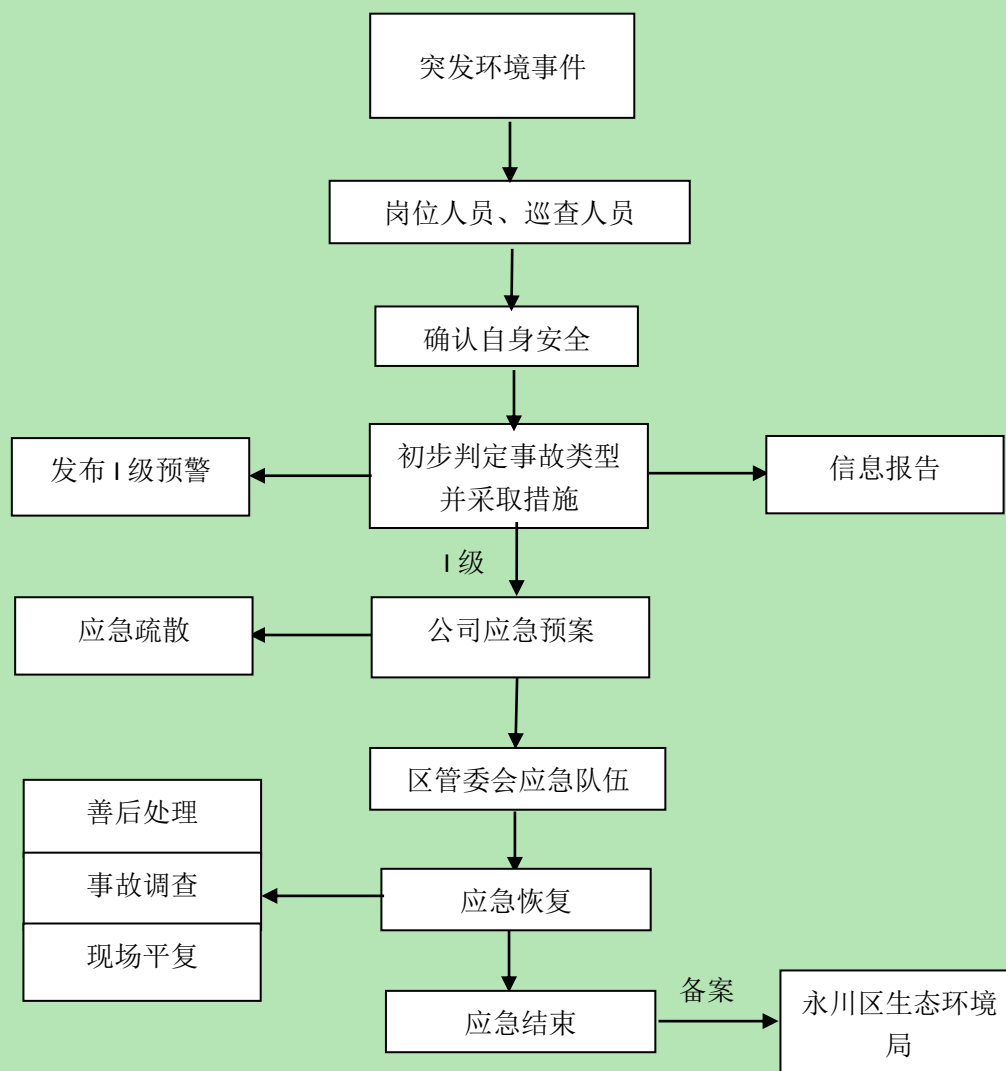 突发环境事件
岗位人员、巡查人员
确认自身安全
发布 I 级预警
初步判定事故类型
并采取措施
信息报告
I 级
应急疏散
公司应急预案
区管委会应急队伍
善后处理
事故调查
现场平复
应急恢复
应急结束
备案
永川区生态环境
局